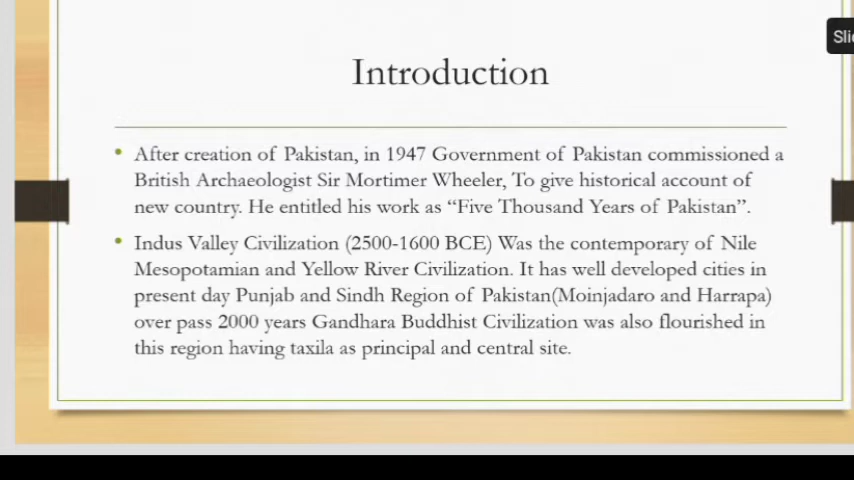 Slic
Introduction
• After creation of Pakistan, in 1947 Government of Pakistan commissioned a
British Archaeologist Sir Mortimer Wheeler, To give historical account of
new country. He entitled his work as “Five Thousand Years of Pakistan”.
• Indus Valley Civilization (2500-1600 BCE) Was the contemporary of Nile
Mesopotamian and Yellow River Civilization. It has well developed cities in
present day Punjab and Sindh Region of Pakistan(Moinjadaro and Harrapa)
over pass 2000 years Gandhara Buddhist Civilization was also flourished in
this region having taxila as principal and central site.